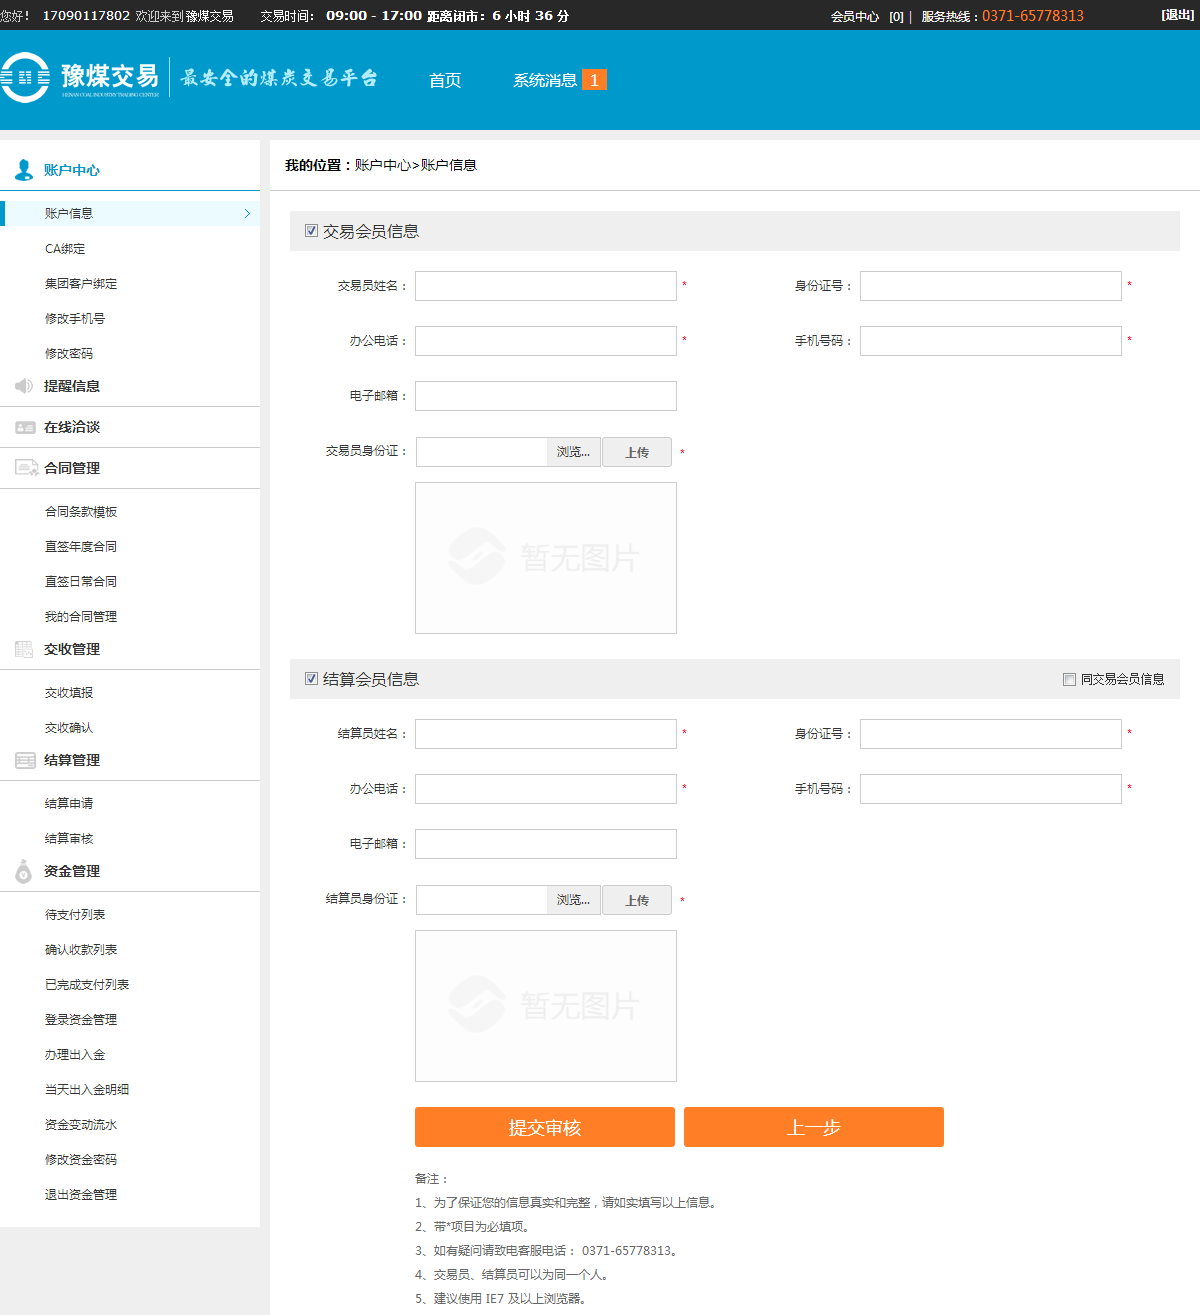 您好! 17090117802 欢迎来到 豫煤交易 交易时间: 09:00 - 17:00 距离闭市: 6 小时 36 分 会员中心 [0] | 服务热线: 0371-65778313 [退出]
豫煤交易 最安全的煤炭交易平台 首页 系统消息 1
HENAN COAL INDUSTRY TRADING CENTER
账户中心
账户信息
CA绑定
集团客户绑定
修改手机号
修改密码
提醒信息
在线洽谈
合同管理
合同条款模板
直签年度合同
直签日常合同
我的合同管理
交收管理
交收填报
交收确认
结算管理
结算申请
结算审核
资金管理
待支付列表
确认收款列表
已完成支付列表
登录资金管理
办理出入金
当天出入金明细
资金变动流水
修改资金密码
退出资金管理
我的位置：账户中心>账户信息
交易会员信息
交易员姓名： * 身份证号： *
办公电话： * 手机号码： *
电子邮箱：
交易员身份证： 浏览... 上传 *
暂无图片
结算会员信息 同交易会员信息
结算员姓名： * 身份证号： *
办公电话： * 手机号码： *
电子邮箱：
结算员身份证： 浏览... 上传 *
暂无图片
提交审核 上一步
备注：
1、为了保证您的信息真实和完整，请如实填写以上信息。
2、带*项目为必填项。
3、如有疑问请致电客服电话： 0371-65778313。
4、交易员、结算员可以为同一个人。
5、建议使用 IE7 及以上浏览器。